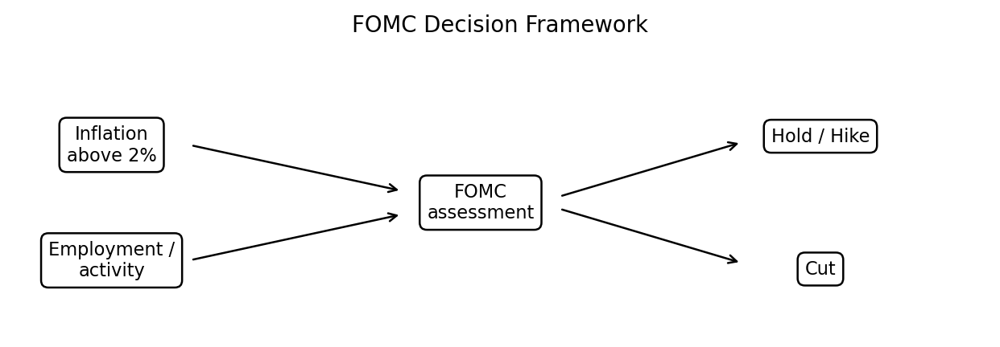 FOMC Decision Framework
Inflation
above 2%
Employment /
activity
FOMC
assessment
Hold / Hike
Cut